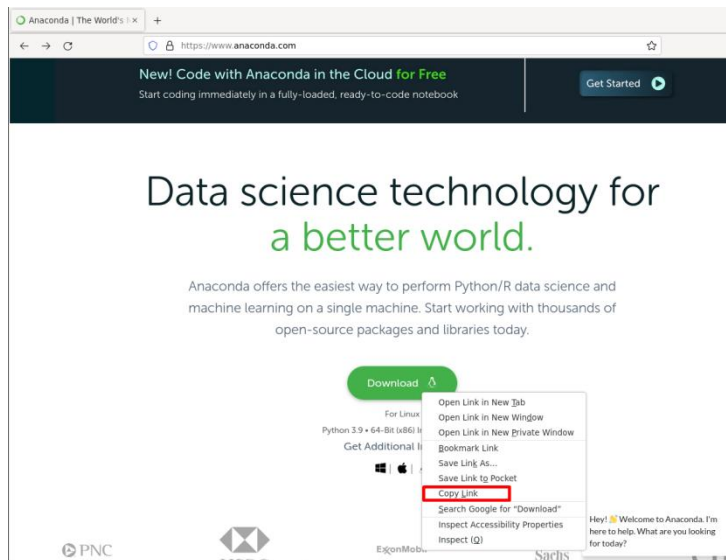 Anaconda | The World's
https://www.anaconda.com
New! Code with Anaconda in the Cloud for Free
Start coding immediately in a fully-loaded, ready-to-code notebook
Get Started
Data science technology for
a better world.
Anaconda offers the easiest way to perform Python/R data science and
machine learning on a single machine. Start working with thousands of
open-source packages and libraries today.
Download
For Linux
Python 3.9 • 64-Bit (x86)
Get Additional
Open Link in New Tab
Open Link in New Window
Open Link in New Private Window
Bookmark Link
Save Link As...
Save Link to Pocket
Copy Link
Search Google for "Download"
Inspect Accessibility Properties
Inspect (Q)
Hey! Welcome to Anaconda. I'm
here to help. What are you looking
for today?
PNC
ExxonMobil
Sachs